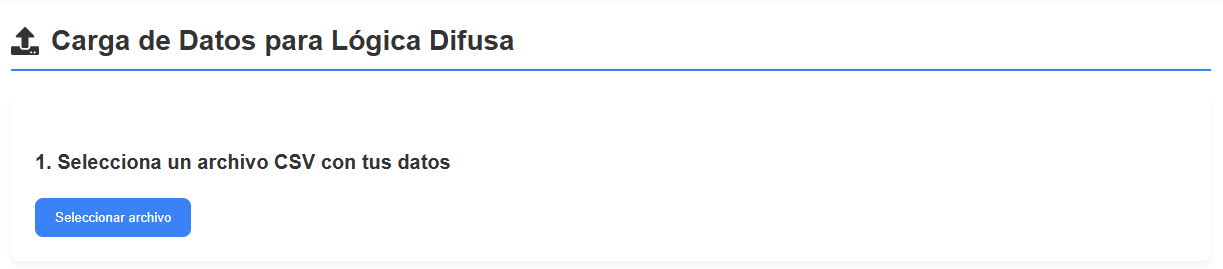 Carga de Datos para Lógica Difusa
1. Selecciona un archivo CSV con tus datos
Seleccionar archivo